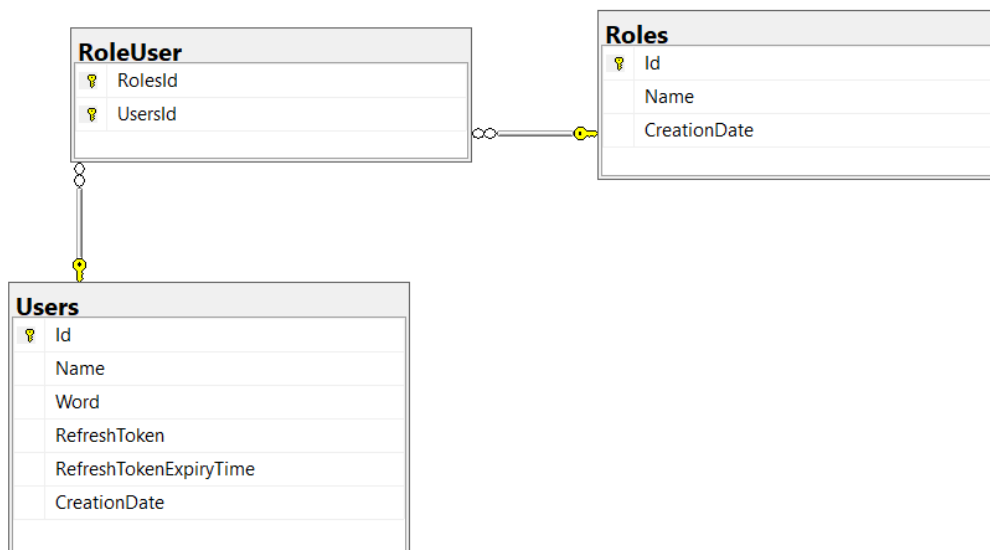 RoleUser
RolesId
UsersId
Roles
Id
Name
CreationDate
Users
Id
Name
Word
RefreshToken
RefreshTokenExpiryTime
CreationDate